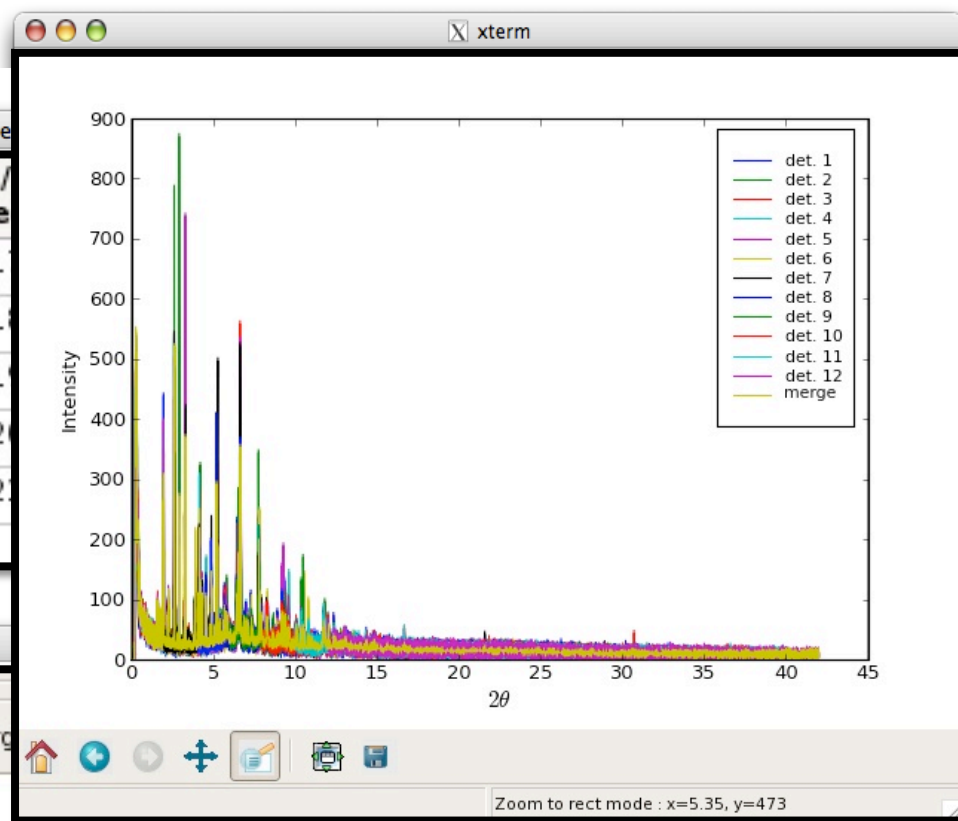 X xterm
900
800
700
600
500
400
300
200
100
0
Intensity
0 5 10 15 20 25 30 35 40 45
2θ
det. 1
det. 2
det. 3
det. 4
det. 5
det. 6
det. 7
det. 8
det. 9
det. 10
det. 11
det. 12
merge
Zoom to rect mode : x=5.35, y=473